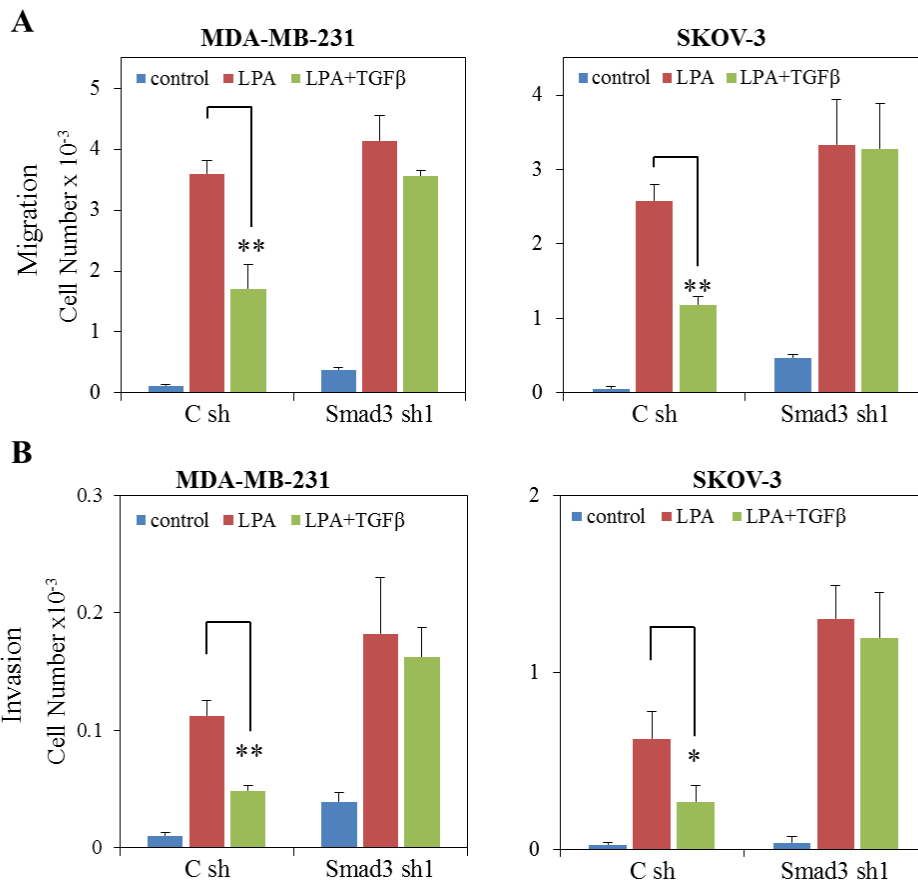 A
MDA-MB-231
SKOV-3
control LPA LPA+TGFβ
control LPA LPA+TGFβ
Migration
Cell Number x 10-3
5
4
3
2
1
0
4
3
2
1
0
**
**
C sh Smad3 sh1
C sh Smad3 sh1
B
MDA-MB-231
SKOV-3
control LPA LPA+TGFβ
control LPA LPA+TGFβ
Invasion
Cell Number x10-3
0.3
0.2
0.1
0
2
1
0
**
*
C sh Smad3 sh1
C sh Smad3 sh1